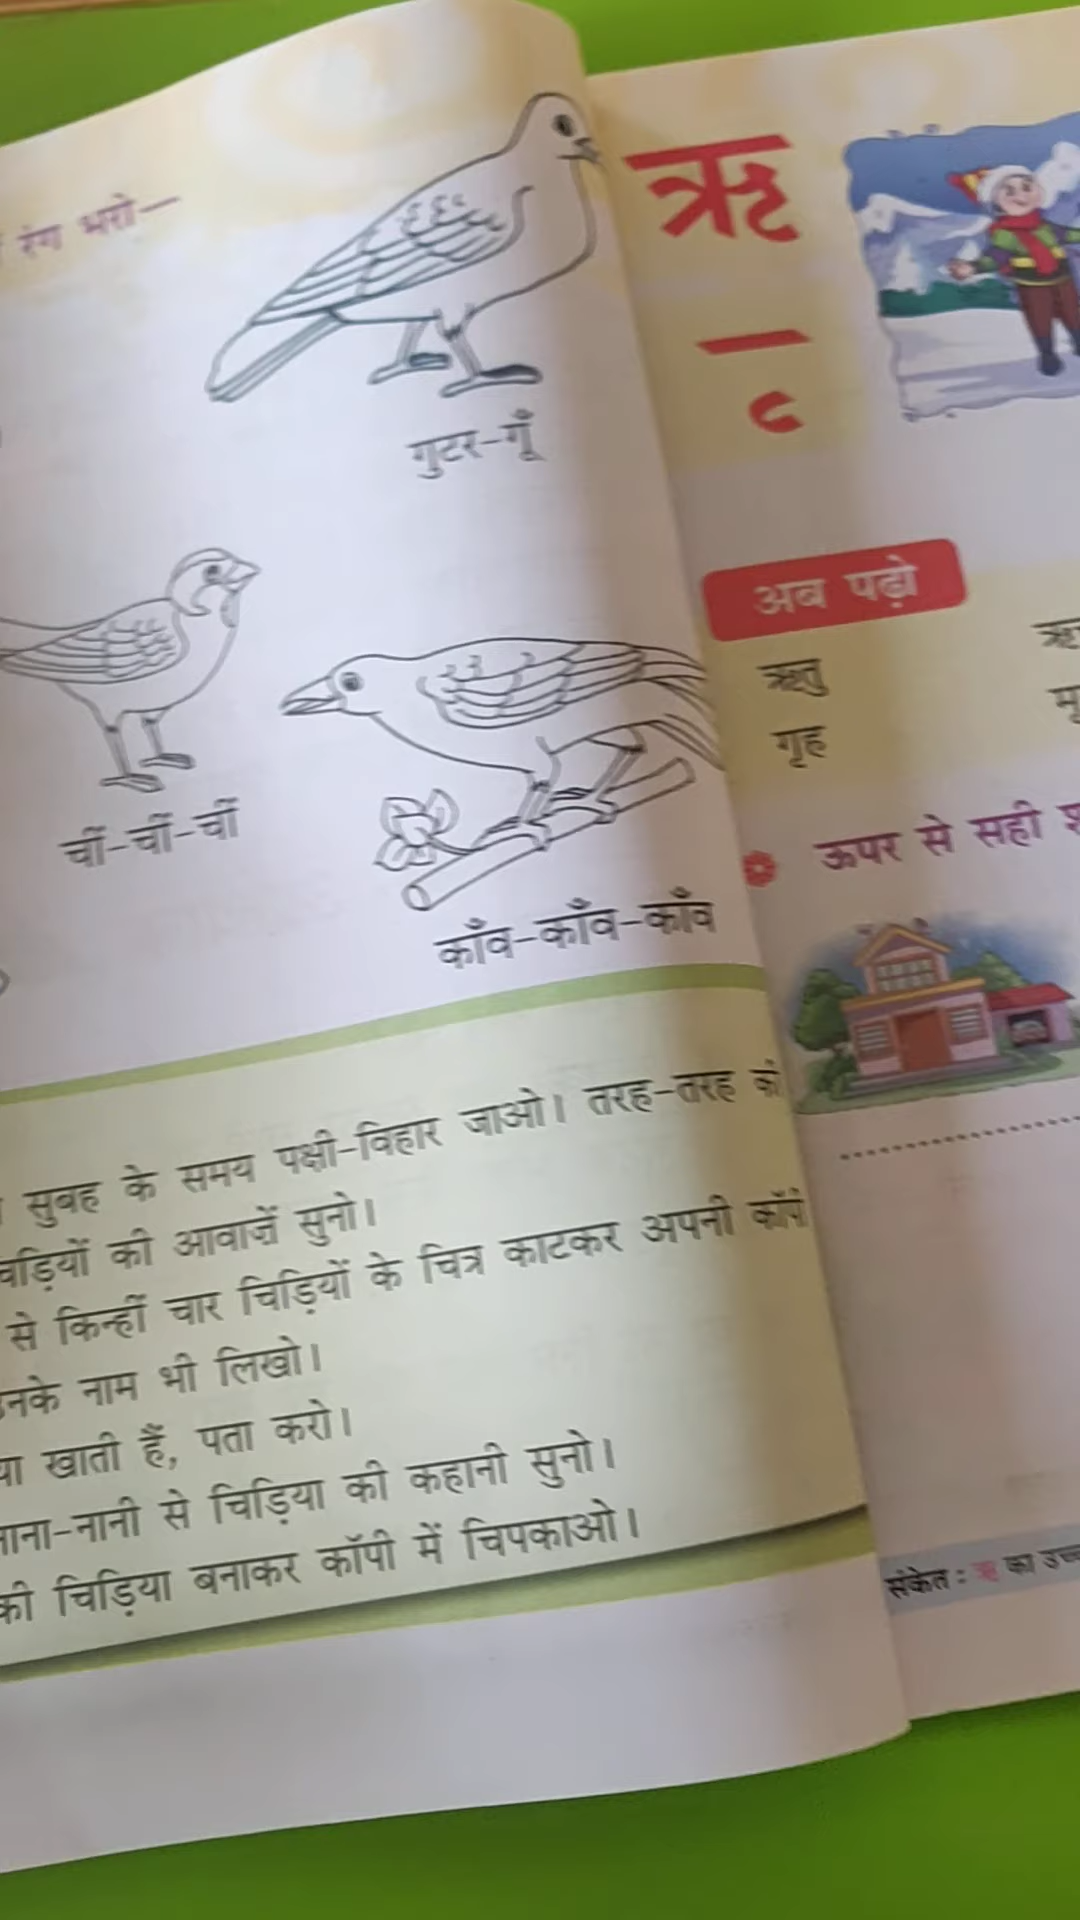 रंग भरो—
गुटर-गूँ
चीं-चीं-चीं
काँव-काँव-काँव
सुबह के समय पक्षी-विहार जाओ। तरह-तरह
की आवाज़ें सुनो।
से किन्हीं चार चिड़ियों के चित्र काटकर अपनी
नाम भी लिखो।
खाती हैं, पता करो।
नाना-नानी से चिड़िया की कहानी सुनो।
की चिड़िया बनाकर कॉपी में चिपकाओ।
ऋ
ृ
अब पढ़ो
ऋतु
गृह
ऊपर से सही
संकेत : ऋ का